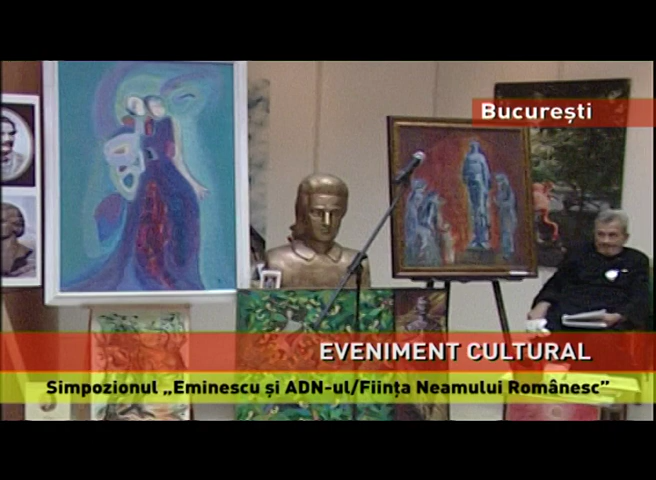 București
EVENIMENT CULTURAL
Simpozionul „Eminescu și ADN-ul/Ființa Neamului Românesc”